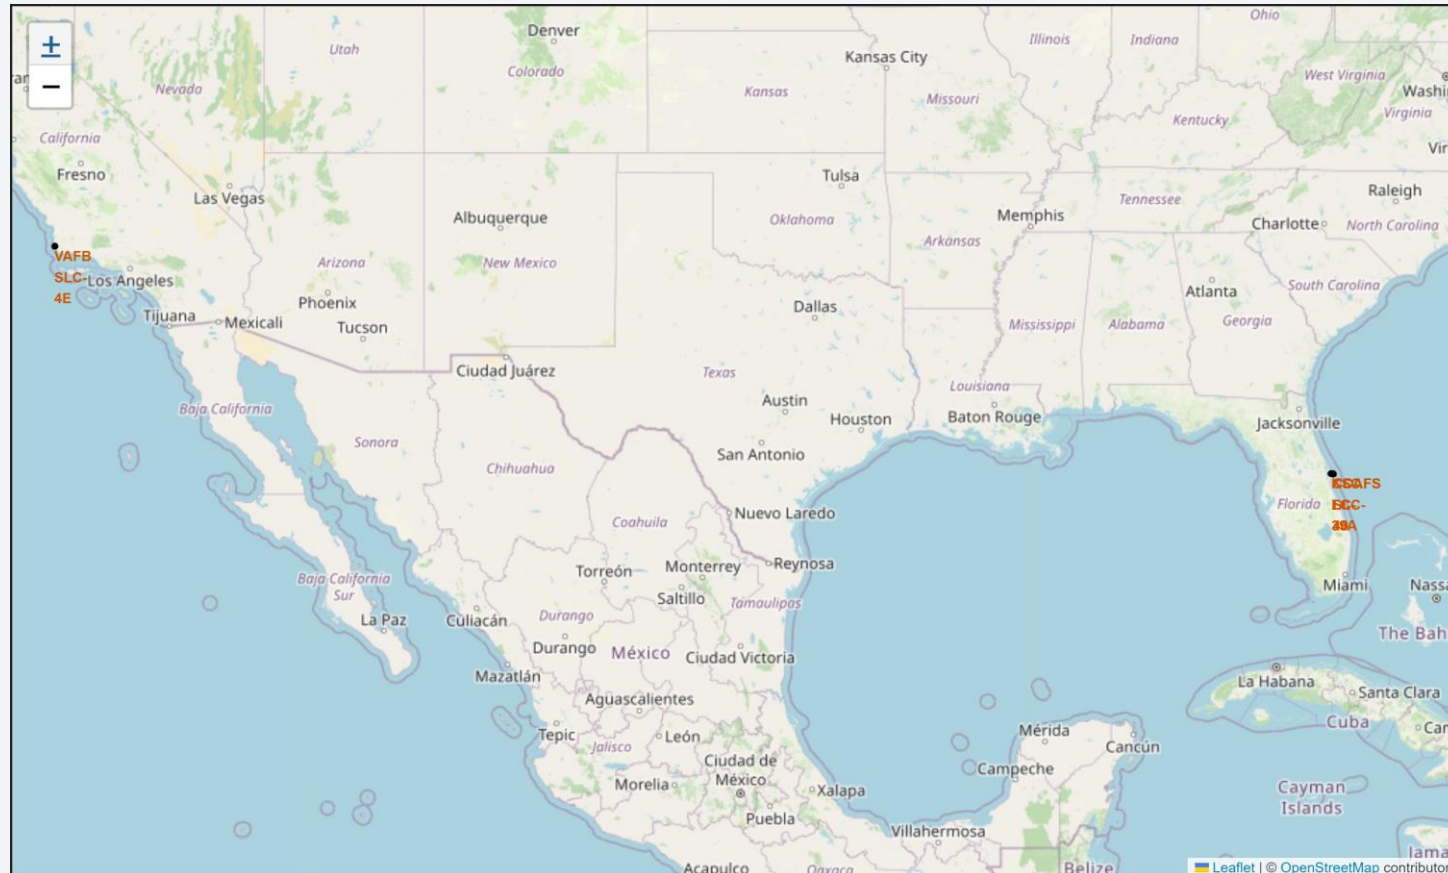 ±
−
Denver
Ohio
Utah
Illinois
Indiana
Kansas City
Colorado
West Virginia
Nevada
Kansas
Missouri
Kentucky
Virginia
California
Fresno
Tulsa
Raleigh
Las Vegas
Tennessee
Albuquerque
Memphis
Oklahoma
Charlotte
North Carolina
Arkansas
VAFB
SLC-
4E
Arizona
New Mexico
Los Angeles
South Carolina
Atlanta
Phoenix
Dallas
Tijuana
Mexicali
Tucson
Mississippi
Alabama
Georgia
Ciudad Juárez
Texas
Louisiana
Austin
Baja California
Houston
Baton Rouge
Jacksonville
Sonora
San Antonio
Chihuahua
Florida
Nuevo Laredo
Coahuila
Torreón
Monterrey
Reynosa
Baja California
Sur
Miami
Saltillo
Tamaulipas
La Paz
Culiacán
Durango
Durango
México
Ciudad Victoria
The Bah
Mazatlán
La Habana
Santa Clara
Aguascalientes
Cuba
Tepic
Jalisco
León
Mérida
Cancún
Ciudad de
México
Campeche
Morelia
Xalapa
Cayman
Islands
Puebla
Villahermosa
Acapulco
Oaxaca
Belize
Leaflet | © OpenStreetMap contributor